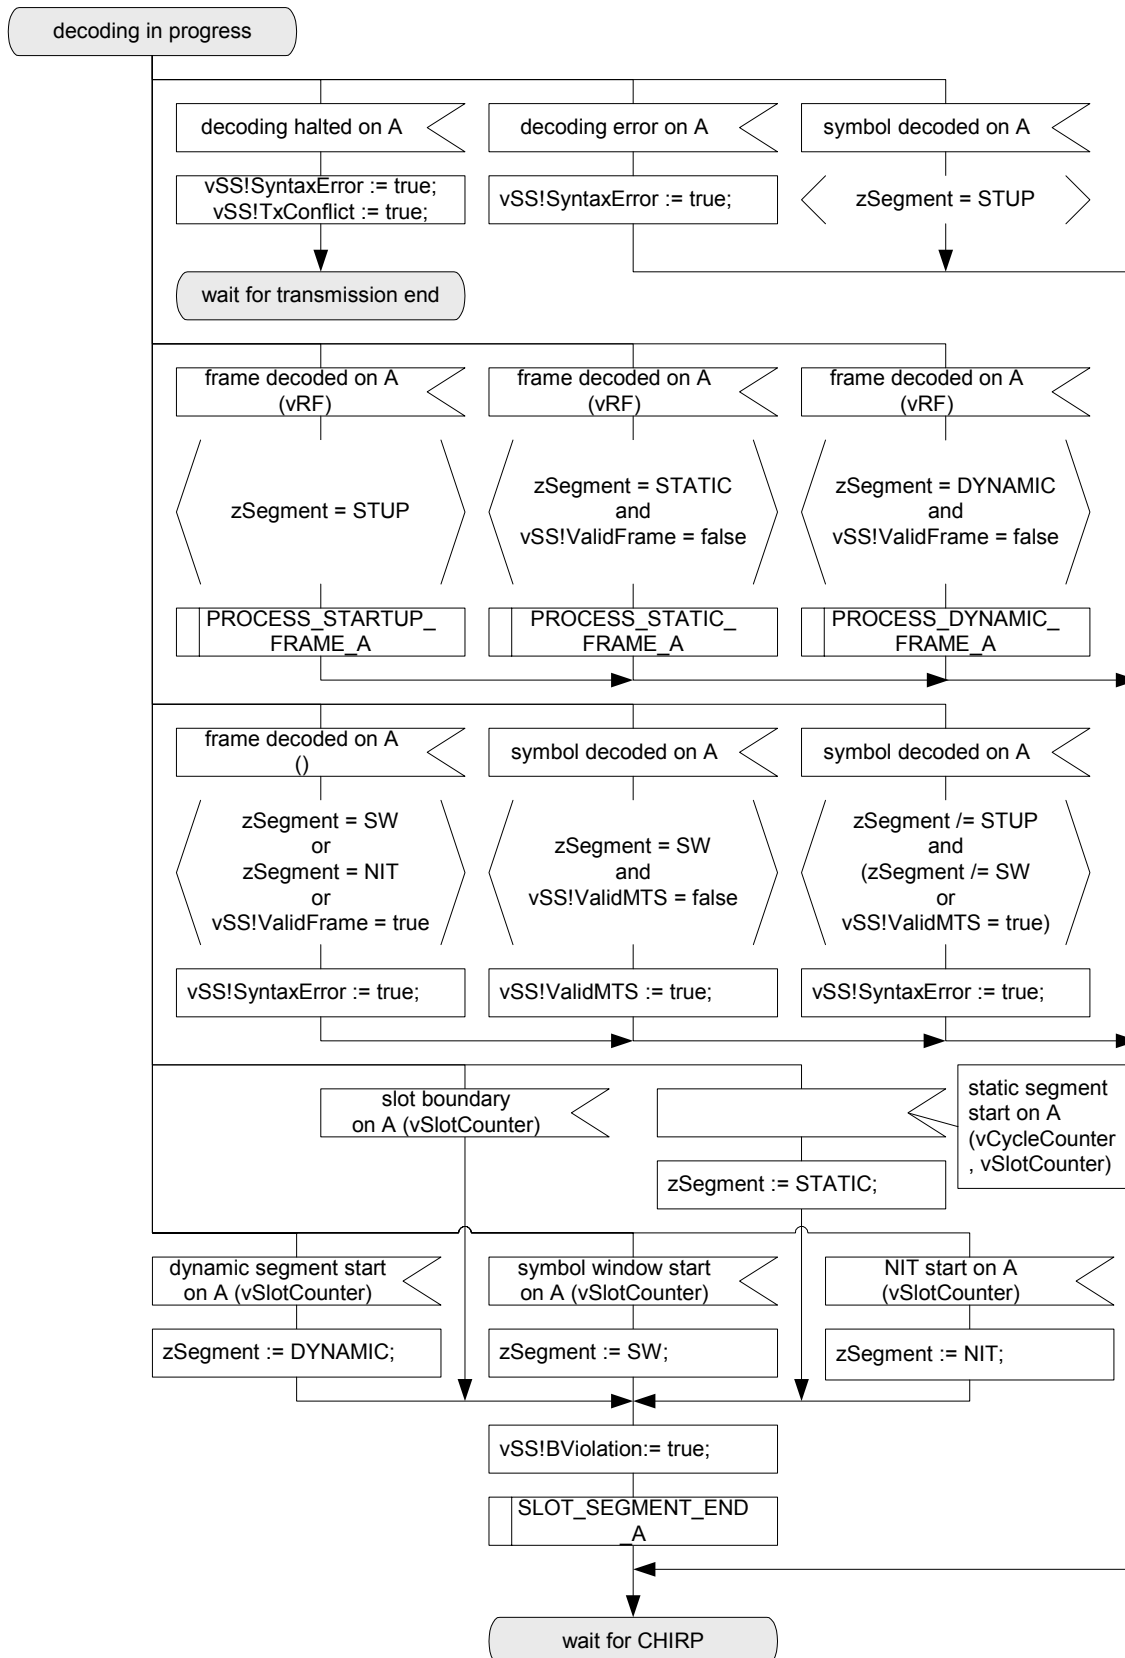 decoding in progress
decoding halted on A
decoding error on A
symbol decoded on A
vSS!SyntaxError := true;
vSS!TxConflict := true;
vSS!SyntaxError := true;
zSegment = STUP
wait for transmission end
frame decoded on A
(vRF)
frame decoded on A
(vRF)
frame decoded on A
(vRF)
zSegment = STUP
zSegment = STATIC
and
vSS!ValidFrame = false
zSegment = DYNAMIC
and
vSS!ValidFrame = false
PROCESS_STARTUP_
FRAME_A
PROCESS_STATIC_
FRAME_A
PROCESS_DYNAMIC_
FRAME_A
frame decoded on A
()
symbol decoded on A
symbol decoded on A
zSegment = SW
or
zSegment = NIT
or
vSS!ValidFrame = true
zSegment = SW
and
vSS!ValidMTS = false
zSegment /= STUP
and
(zSegment /= SW
or
vSS!ValidMTS = true)
vSS!SyntaxError := true;
vSS!ValidMTS := true;
vSS!SyntaxError := true;
slot boundary
on A (vSlotCounter)
static segment
start on A
(vCycleCounter
, vSlotCounter)
zSegment := STATIC;
dynamic segment start
on A (vSlotCounter)
symbol window start
on A (vSlotCounter)
NIT start on A
(vSlotCounter)
zSegment := DYNAMIC;
zSegment := SW;
zSegment := NIT;
vSS!BViolation:= true;
SLOT_SEGMENT_END
_A
wait for CHIRP